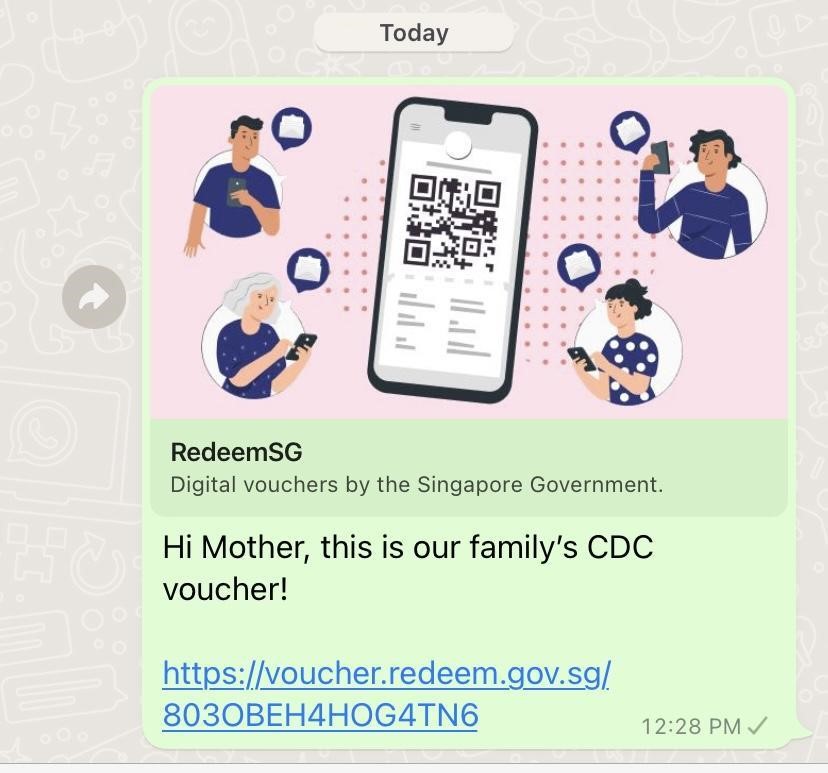 Today
RedeemSG
Digital vouchers by the Singapore Government.
Hi Mother, this is our family’s CDC
voucher!
https://voucher.redeem.gov.sg/
803OBEH4HOG4TN6
12:28 PM